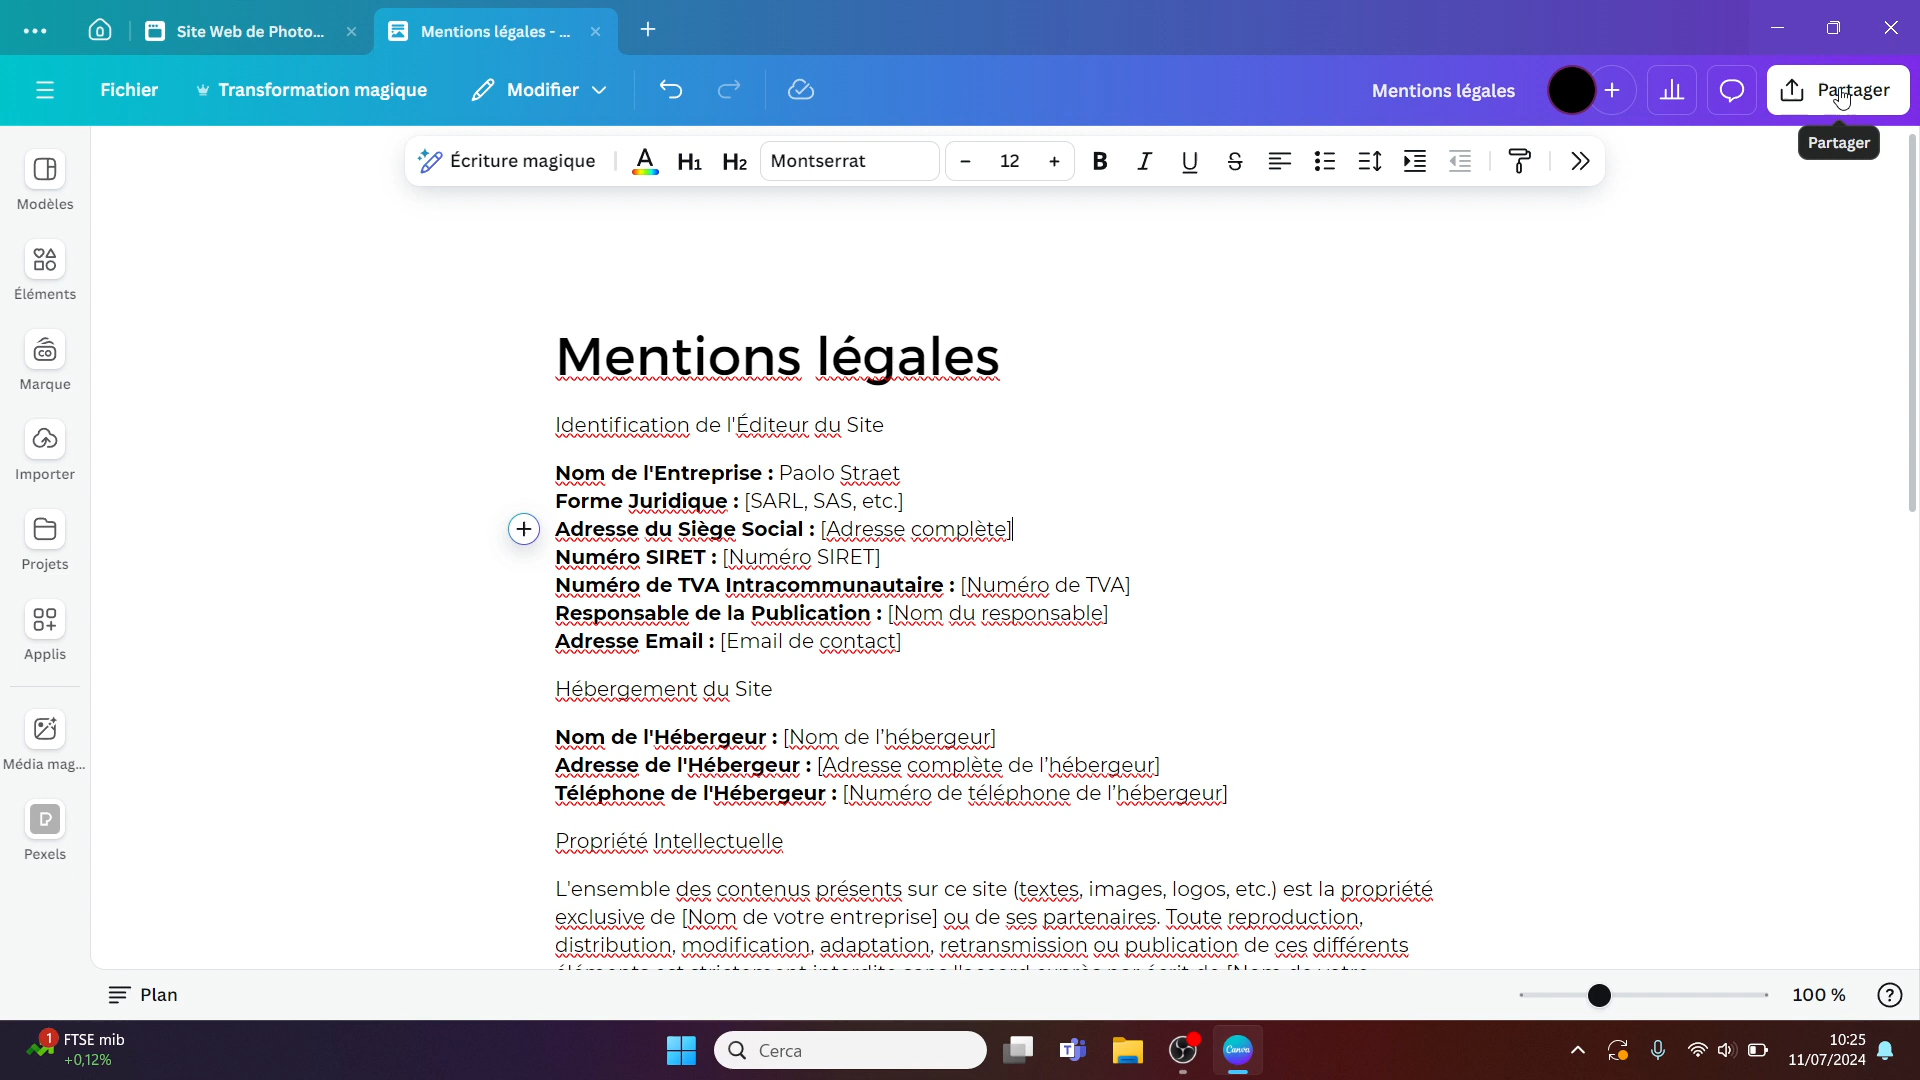 Site Web de Photo...
Mentions légales - ...
Fichier
Transformation magique
Modifier
Mentions légales
Partager
Partager
Écriture magique
A
H1
H2
Montserrat
- 12 +
B
I
U
S
Modèles
Éléments
Marque
Importer
Projets
Applis
Média mag...
Pexels
Mentions légales
Identification de l'Éditeur du Site
Nom de l'Entreprise : Paolo Straet
Forme Juridique : [SARL, SAS, etc.]
Adresse du Siège Social : [Adresse complète]
Numéro SIRET : [Numéro SIRET]
Numéro de TVA Intracommunautaire : [Numéro de TVA]
Responsable de la Publication : [Nom du responsable]
Adresse Email : [Email de contact]
Hébergement du Site
Nom de l'Hébergeur : [Nom de l’hébergeur]
Adresse de l'Hébergeur : [Adresse complète de l’hébergeur]
Téléphone de l'Hébergeur : [Numéro de téléphone de l’hébergeur]
Propriété Intellectuelle
L'ensemble des contenus présents sur ce site (textes, images, logos, etc.) est la propriété
exclusive de [Nom de votre entreprise] ou de ses partenaires. Toute reproduction,
distribution, modification, adaptation, retransmission ou publication de ces différents
Plan
100 %
1
FTSE mib
+0,12%
Cerca
Canva
10:25
11/07/2024